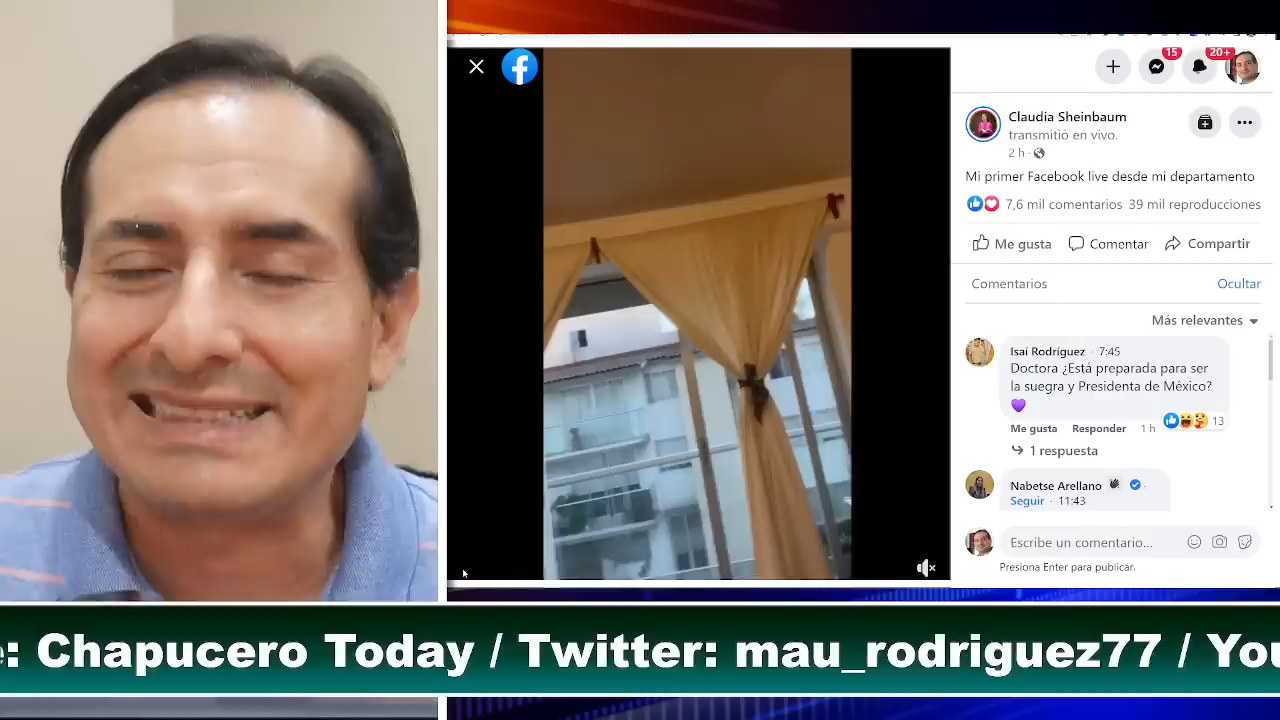 15
20+
Claudia Sheinbaum
transmitió en vivo.
2 h ·
Mi primer Facebook live desde mi departamento
7,6 mil comentarios 39 mil reproducciones
Me gusta Comentar Compartir
Comentarios Ocultar
Más relevantes
Isaí Rodríguez · 7:45
Doctora ¿Está preparada para ser
la suegra y Presidenta de México?
13
Me gusta Responder 1 h
1 respuesta
Nabetse Arellano ·
Seguir · 11:43
Escribe un comentario...
Presiona Enter para publicar.
e: Chapucero Today / Twitter: mau_rodriguez77 / You